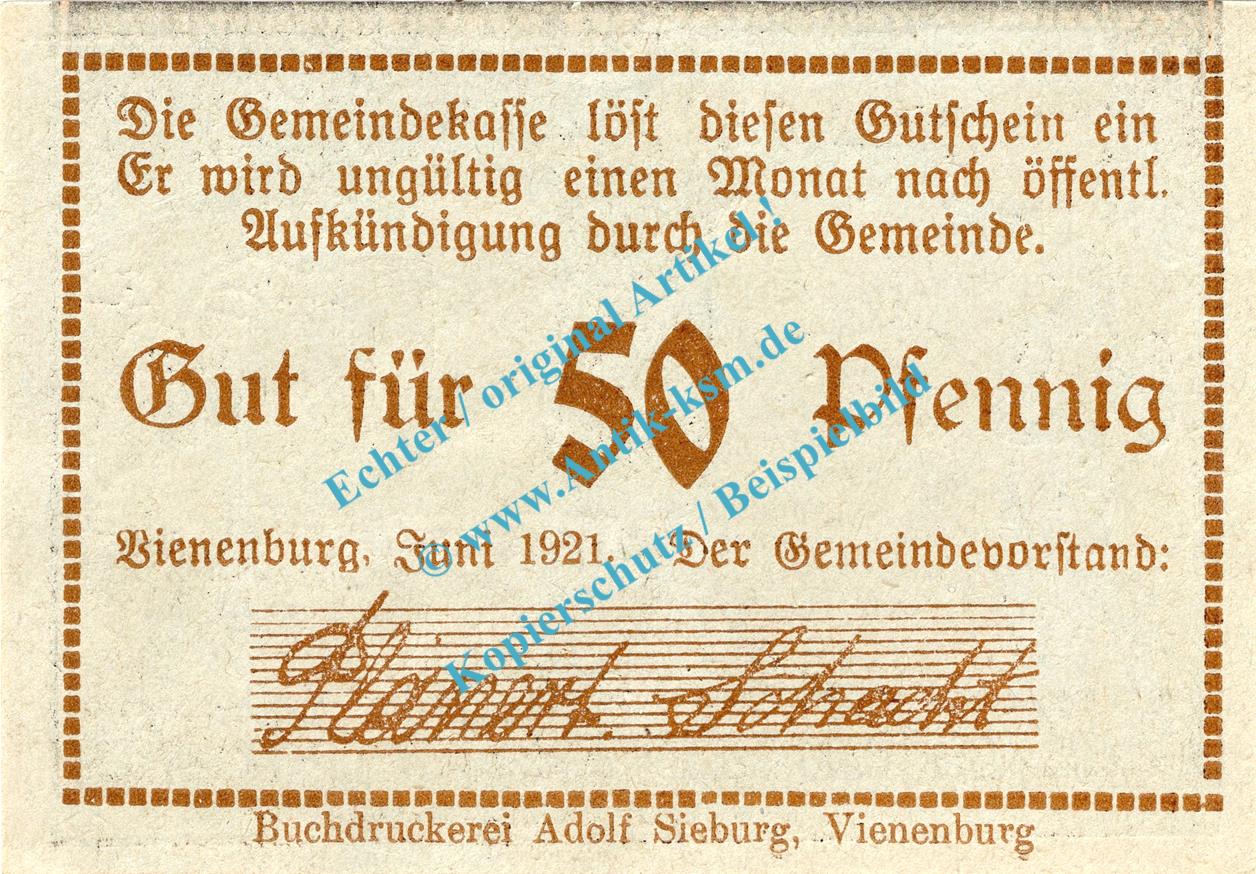 Die Gemeindekasse löst diesen Gutschein ein
Er wird ungültig einen Monat nach öffentl.
Aufkündigung durch die Gemeinde.
Gut für 50 Pfennig
Vienenburg, Juni 1921. Der Gemeindevorstand:
Schacht
Buchdruckerei Adolf Sieburg, Vienenburg
Echter / original Artikel !
© www.Antik-ksm.de
Kopierschutz / Beispielbild